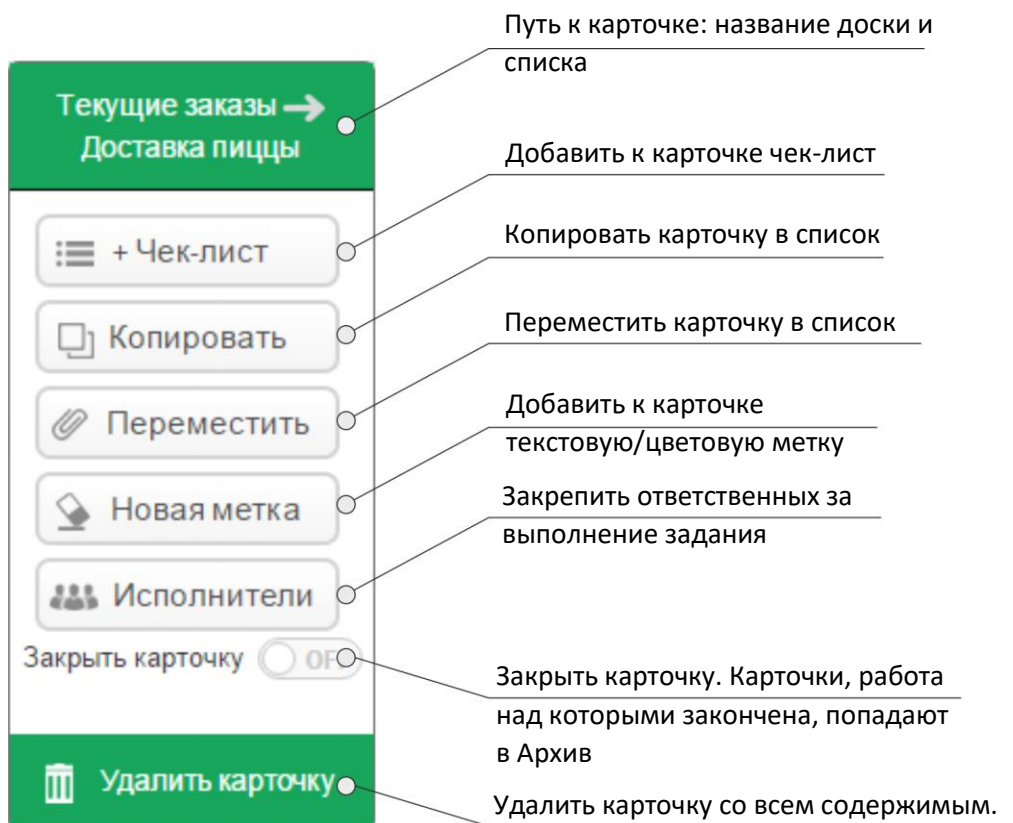 Путь к карточке: название доски и
списка
Текущие заказы
Доставка пиццы
Добавить к карточке чек-лист
+ Чек-лист
Копировать карточку в список
Копировать
Переместить карточку в список
Переместить
Добавить к карточке
текстовую/цветовую метку
Новая метка
Закрепить ответственных за
выполнение задания
Исполнители
Закрыть карточку
Закрыть карточку. Карточки, работа
над которыми закончена, попадают
в Архив
Удалить карточку
Удалить карточку со всем содержимым.